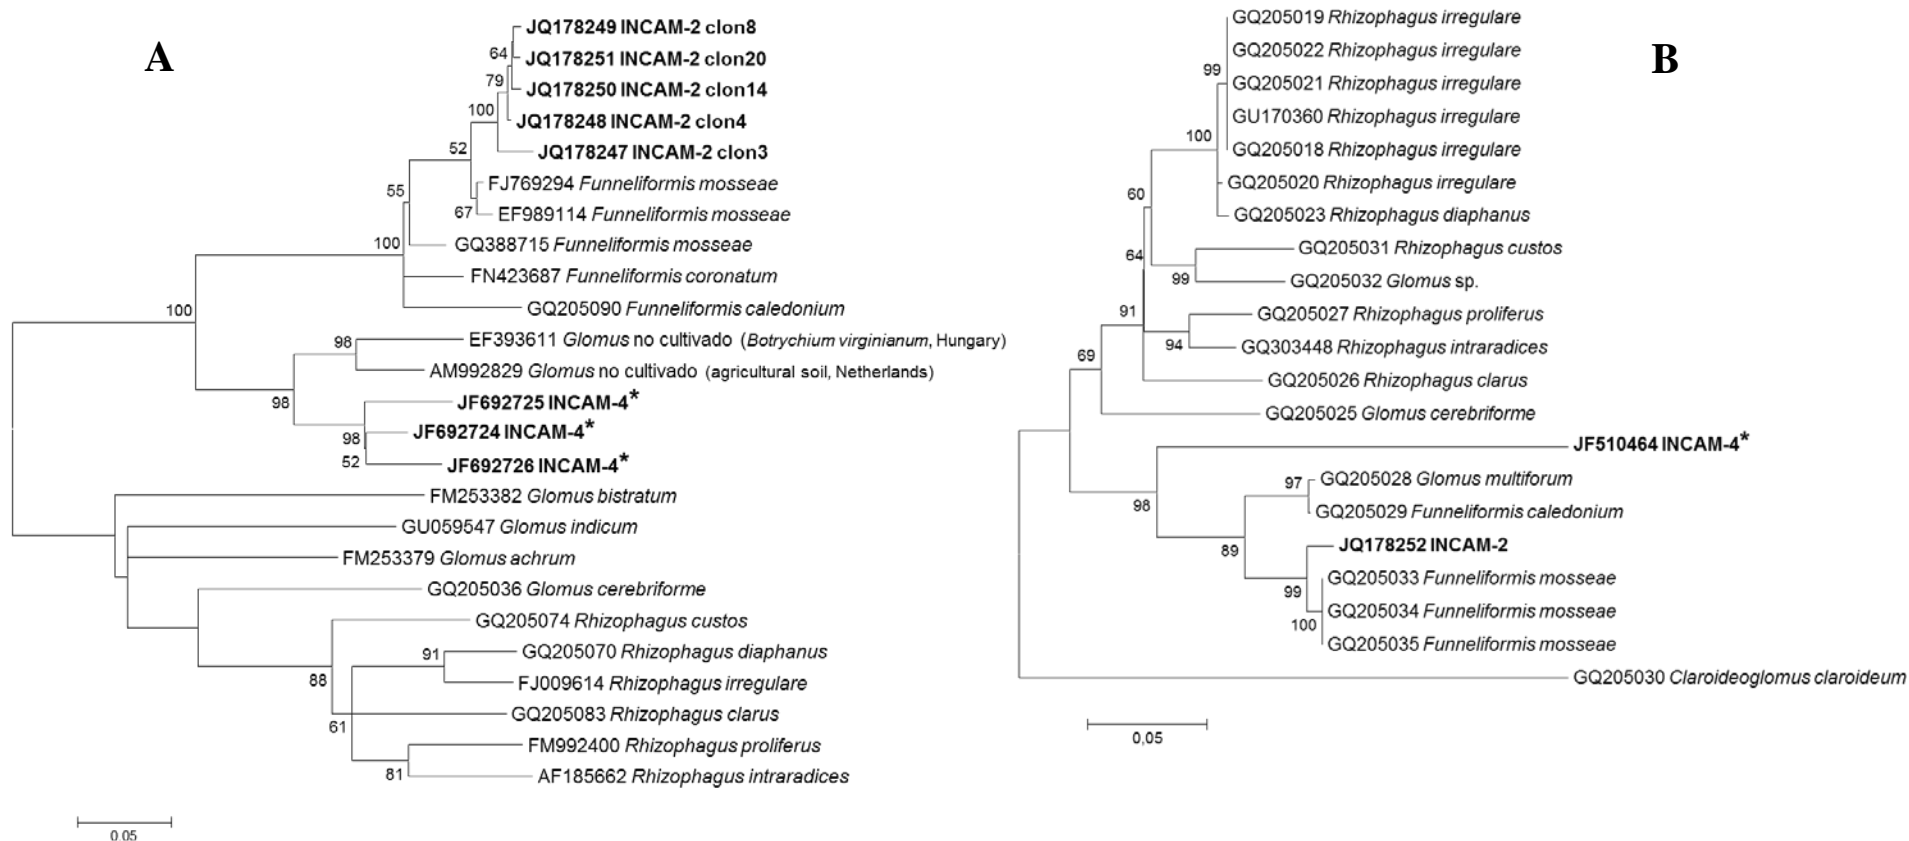 A
JQ178249 INCAM-2 clon8
64
JQ178251 INCAM-2 clon20
79
JQ178250 INCAM-2 clon14
100
JQ178248 INCAM-2 clon4
52
JQ178247 INCAM-2 clon3
55
FJ769294 Funneliformis mosseae
67
EF989114 Funneliformis mosseae
100
GQ388715 Funneliformis mosseae
FN423687 Funneliformis coronatum
100
GQ205090 Funneliformis caledonium
98
EF393611 Glomus no cultivado (Botrychium virginianum, Hungary)
AM992829 Glomus no cultivado (agricultural soil, Netherlands)
98
JF692725 INCAM-4*
98
JF692724 INCAM-4*
52
JF692726 INCAM-4*
FM253382 Glomus bistratum
GU059547 Glomus indicum
FM253379 Glomus achrum
GQ205036 Glomus cerebriforme
GQ205074 Rhizophagus custos
91
GQ205070 Rhizophagus diaphanus
88
FJ009614 Rhizophagus irregulare
61
GQ205083 Rhizophagus clarus
FM992400 Rhizophagus proliferus
81
AF185662 Rhizophagus intraradices
0.05
B
GQ205019 Rhizophagus irregulare
GQ205022 Rhizophagus irregulare
99
GQ205021 Rhizophagus irregulare
GU170360 Rhizophagus irregulare
100
GQ205018 Rhizophagus irregulare
60
GQ205020 Rhizophagus irregulare
GQ205023 Rhizophagus diaphanus
64
GQ205031 Rhizophagus custos
99
GQ205032 Glomus sp.
91
GQ205027 Rhizophagus proliferus
94
GQ303448 Rhizophagus intraradices
69
GQ205026 Rhizophagus clarus
GQ205025 Glomus cerebriforme
JF510464 INCAM-4*
97
GQ205028 Glomus multiforum
98
GQ205029 Funneliformis caledonium
89
JQ178252 INCAM-2
GQ205033 Funneliformis mosseae
99
GQ205034 Funneliformis mosseae
100
GQ205035 Funneliformis mosseae
GQ205030 Claroideoglomus claroideum
0,05